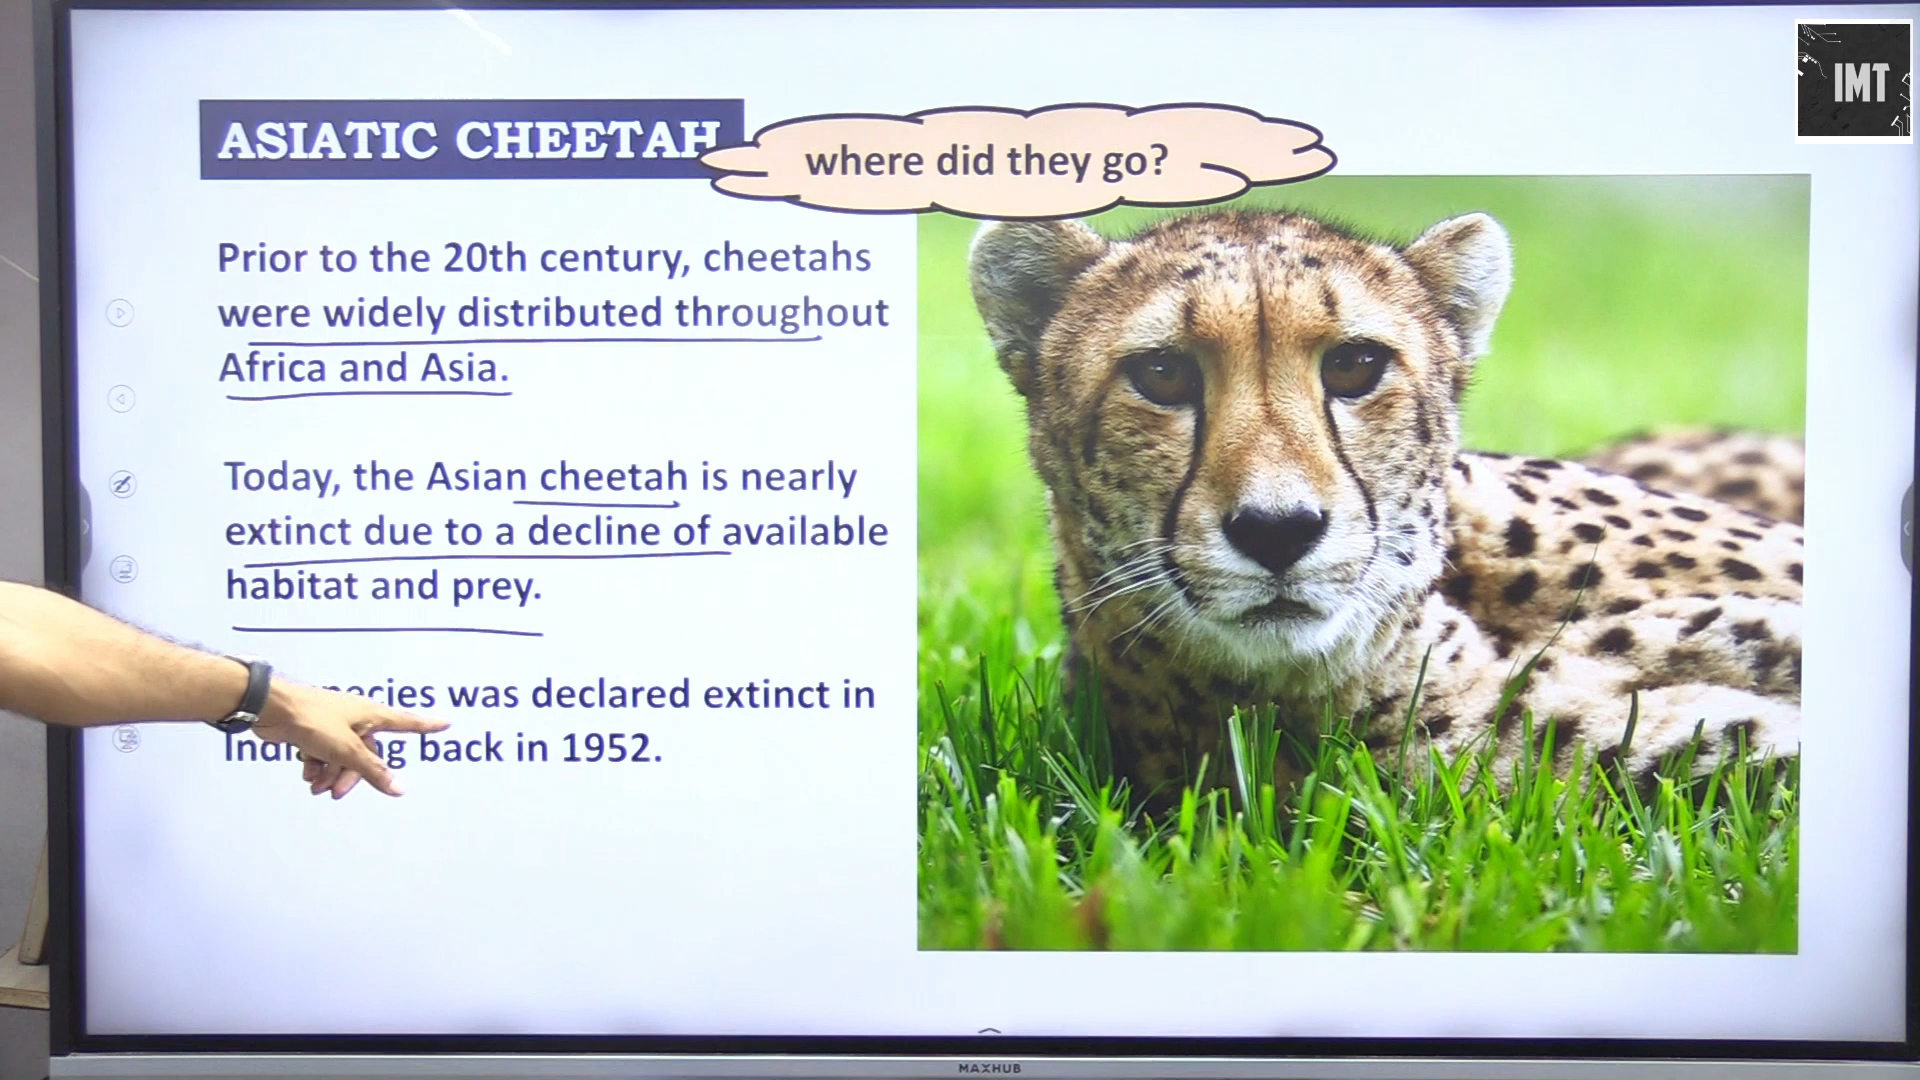 IMT
ASIATIC CHEETAH
where did they go?
Prior to the 20th century, cheetahs
were widely distributed throughout
Africa and Asia.
Today, the Asian cheetah is nearly
extinct due to a decline of available
habitat and prey.
was declared extinct in
back in 1952.
MAXHUB